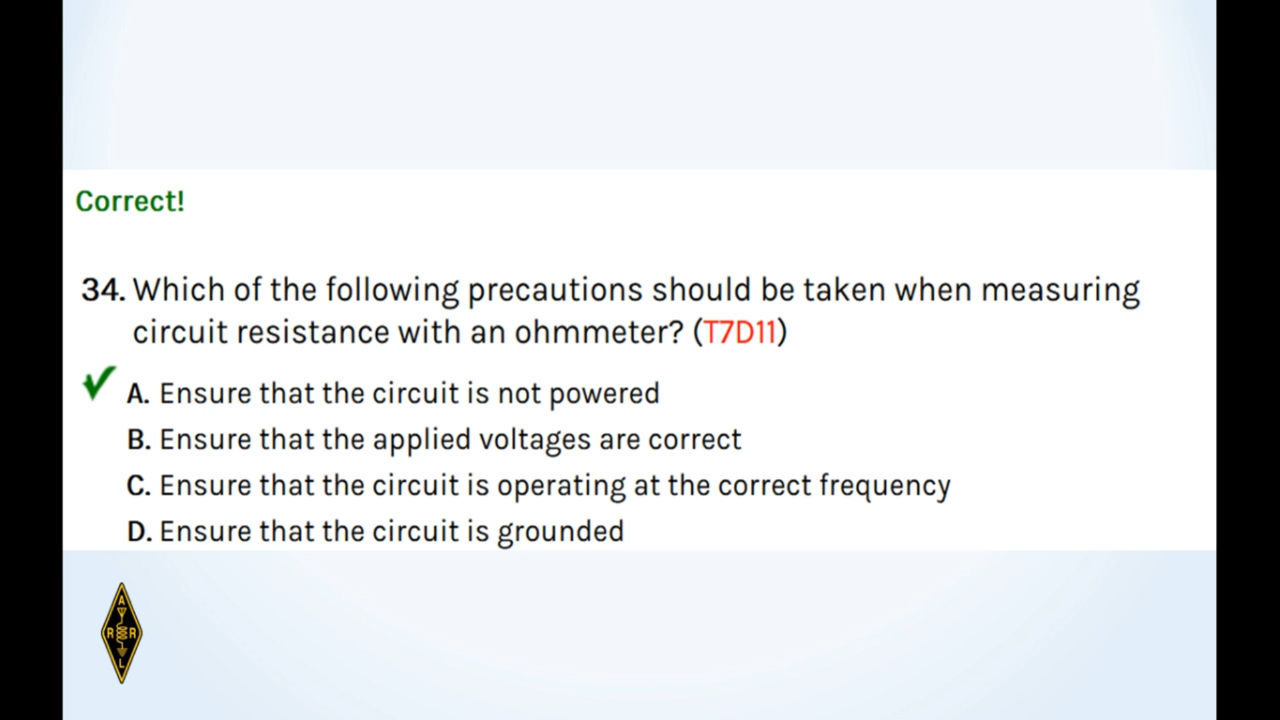 Correct!
34. Which of the following precautions should be taken when measuring
circuit resistance with an ohmmeter? (T7D11)
A. Ensure that the circuit is not powered
B. Ensure that the applied voltages are correct
C. Ensure that the circuit is operating at the correct frequency
D. Ensure that the circuit is grounded
A
R R
L